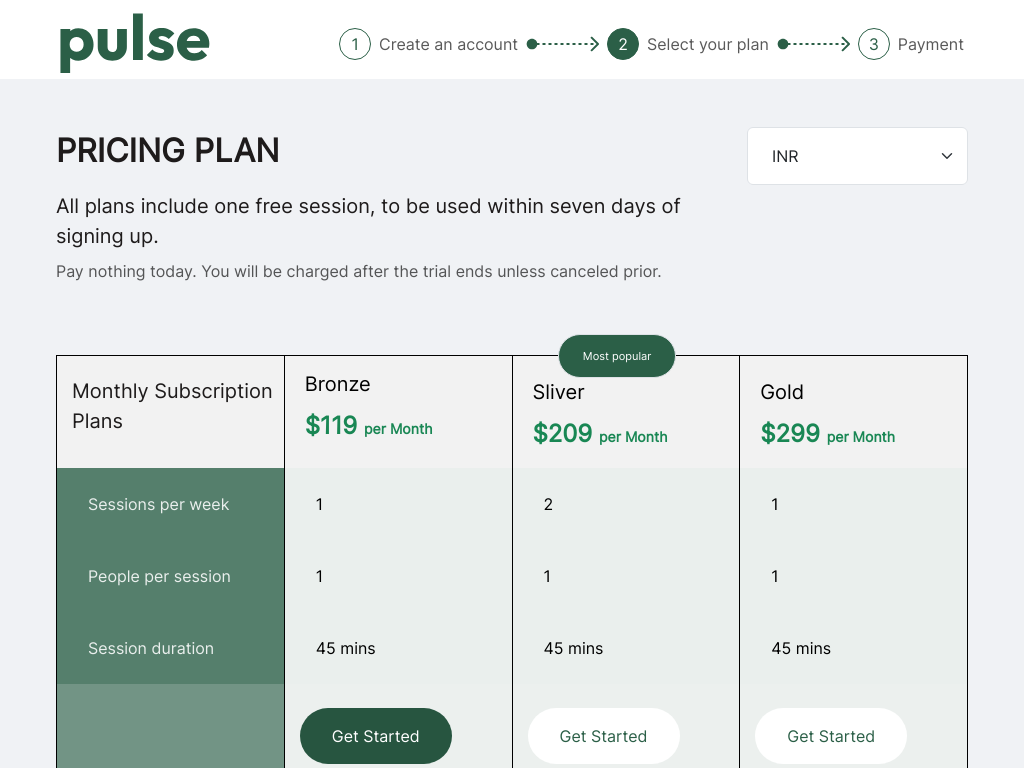 pulse
1 Create an account 2 Select your plan 3 Payment
PRICING PLAN
INR
All plans include one free session, to be used within seven days of
signing up.
Pay nothing today. You will be charged after the trial ends unless canceled prior.
Most popular
Monthly Subscription
Plans
Bronze
$119 per Month
Sliver
$209 per Month
Gold
$299 per Month
Sessions per week 1 2 1
People per session 1 1 1
Session duration 45 mins 45 mins 45 mins
Get Started Get Started Get Started